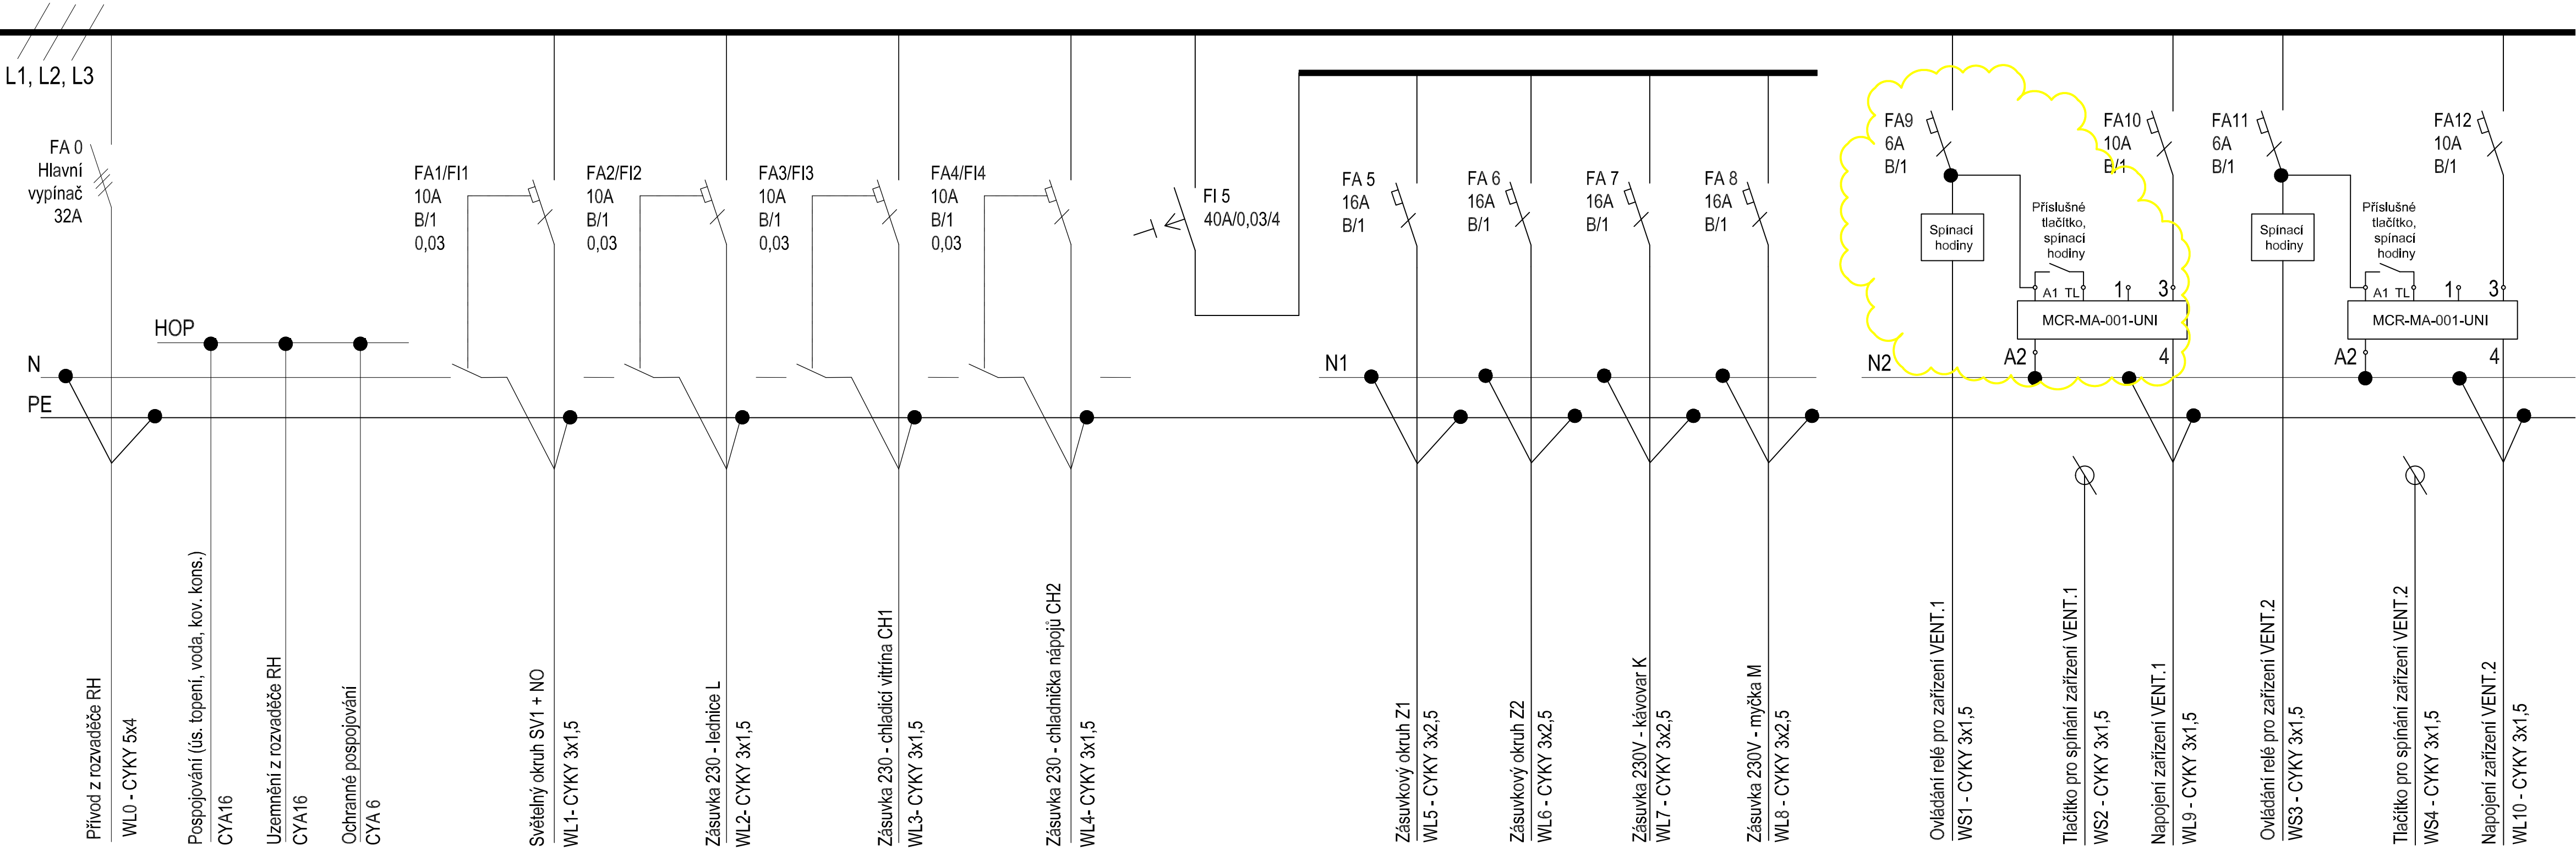 L1, L2, L3
FA 0
Hlavní
vypínač
32A
HOP
N
PE
FA1/FI1
10A
B/1
0,03
FA2/FI2
10A
B/1
0,03
FA3/FI3
10A
B/1
0,03
FA4/FI4
10A
B/1
0,03
FI 5
40A/0,03/4
FA 5
16A
B/1
FA 6
16A
B/1
FA 7
16A
B/1
FA 8
16A
B/1
N1
FA9
6A
B/1
Spínací
hodiny
Příslušné
tlačítko,
spínací
hodiny
FA10
10A
B/1
A1 TL 1 3
MCR-MA-001-UNI
A2 4
N2
FA11
6A
B/1
Spínací
hodiny
Příslušné
tlačítko,
spínací
hodiny
FA12
10A
B/1
A1 TL 1 3
MCR-MA-001-UNI
A2 4
Přívod z rozvaděče RH
WL0 - CYKY 5x4
Pospojování (ús. topení, voda, kov. kons.)
CYA16
Uzemnění z rozvaděče RH
CYA16
Ochranné pospojování
CYA 6
Světelný okruh SV1 + NO
WL1- CYKY 3x1,5
Zásuvka 230 - lednice L
WL2- CYKY 3x1,5
Zásuvka 230 - chladicí vitrína CH1
WL3- CYKY 3x1,5
Zásuvka 230 - chladnička nápojů CH2
WL4- CYKY 3x1,5
Zásuvkový okruh Z1
WL5 - CYKY 3x2,5
Zásuvkový okruh Z2
WL6 - CYKY 3x2,5
Zásuvka 230V - kávovar K
WL7 - CYKY 3x2,5
Zásuvka 230V - myčka M
WL8 - CYKY 3x2,5
Ovládání relé pro zařízení VENT.1
WS1 - CYKY 3x1,5
Tlačítko pro spínání zařízení VENT.1
WS2 - CYKY 3x1,5
Napojení zařízení VENT.1
WL9 - CYKY 3x1,5
Ovládání relé pro zařízení VENT.2
WS3 - CYKY 3x1,5
Tlačítko pro spínání zařízení VENT.2
WS4 - CYKY 3x1,5
Napojení zařízení VENT.2
WL10 - CYKY 3x1,5